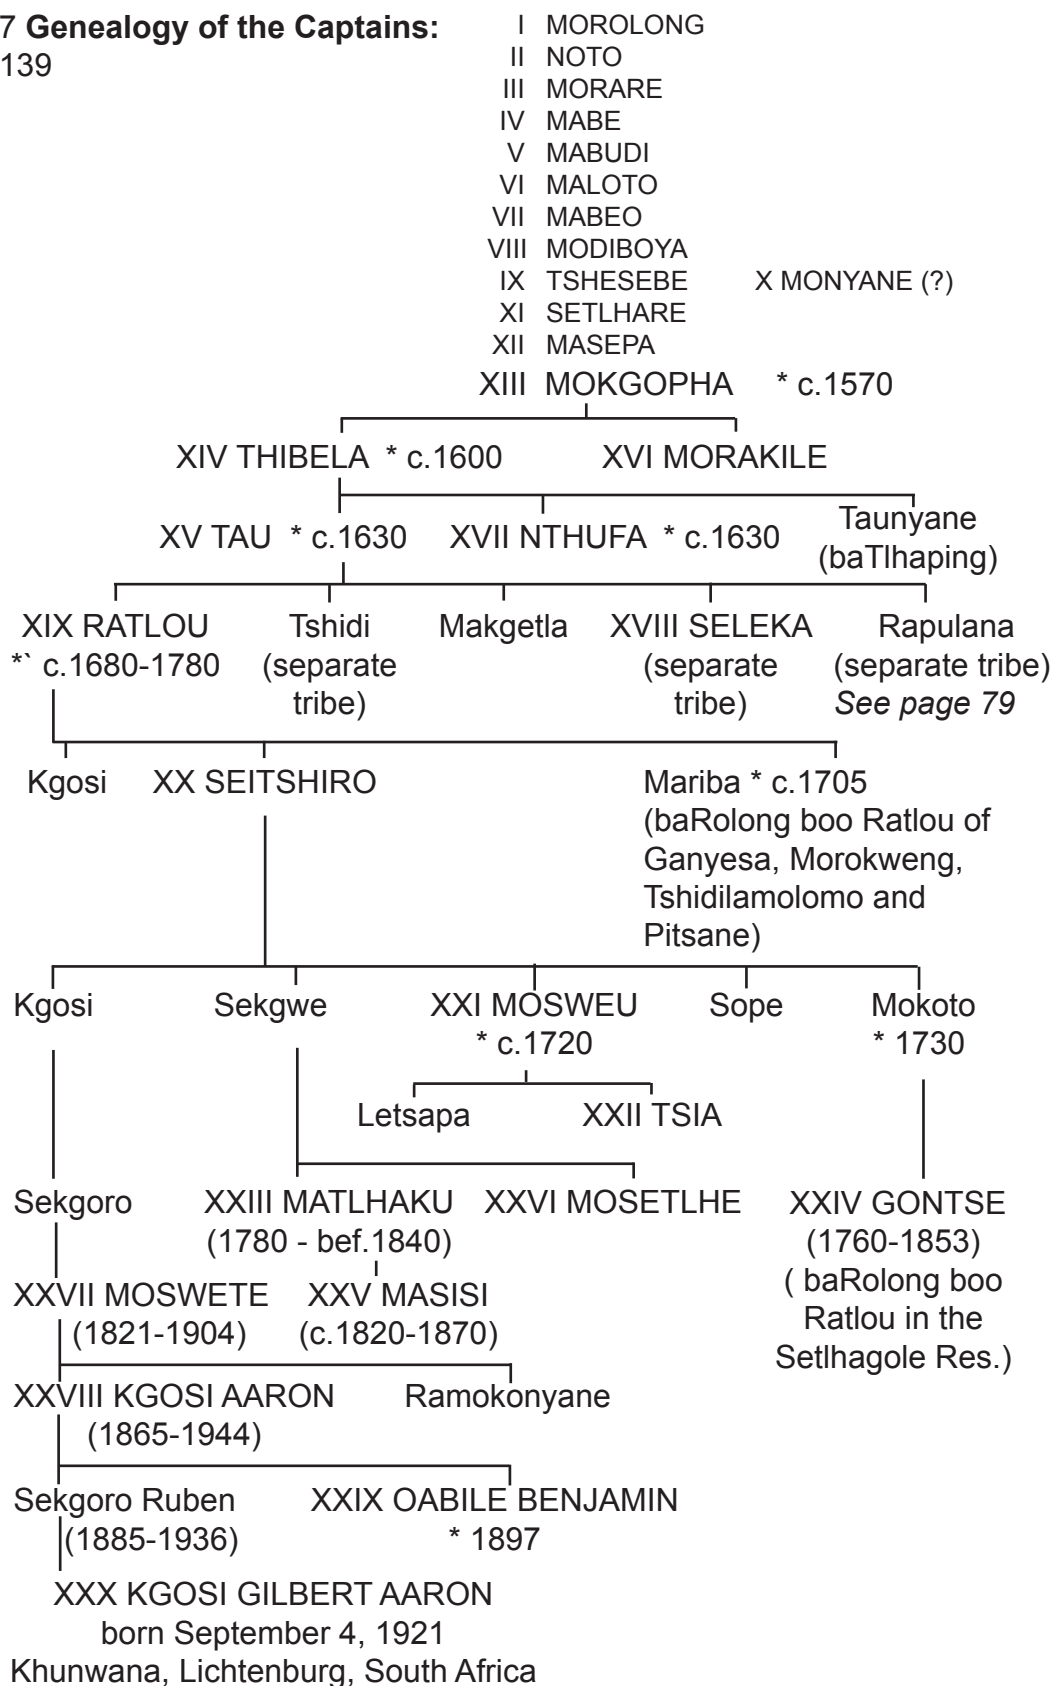 7 Genealogy of the Captains:
139
I MOROLONG
II NOTO
III MORARE
IV MABE
V MABUDI
VI MALOTO
VII MABEO
VIII MODIBOYA
IX TSHESEBE X MONYANE (?)
XI SETLHARE
XII MASEPA
XIII MOKGOPHA * c.1570
XIV THIBELA * c.1600 XVI MORAKILE
XV TAU * c.1630 XVII NTHUFA * c.1630 Taunyane
(baTlhaping)
XIX RATLOU Tshidi Makgetla XVIII SELEKA Rapulana
*` c.1680-1780 (separate (separate (separate tribe)
tribe) tribe) See page 79
Kgosi XX SEITSHIRO Mariba * c.1705
(baRolong boo Ratlou of
Ganyesa, Morokweng,
Tshidilamolomo and
Pitsane)
Kgosi Sekgwe XXI MOSWEU Sope Mokoto
* c.1720 * 1730
Letsapa XXII TSIA
Sekgoro XXIII MATLHAKU XXVI MOSETLHE XXIV GONTSE
(1780 - bef.1840) (1760-1853)
XXVII MOSWETE XXV MASISI ( baRolong boo
(1821-1904) (c.1820-1870) Ratlou in the
Setlhagole Res.)
XXVIII KGOSI AARON Ramokonyane
(1865-1944)
Sekgoro Ruben XXIX OABILE BENJAMIN
(1885-1936) * 1897
XXX KGOSI GILBERT AARON
born September 4, 1921
Khunwana, Lichtenburg, South Africa